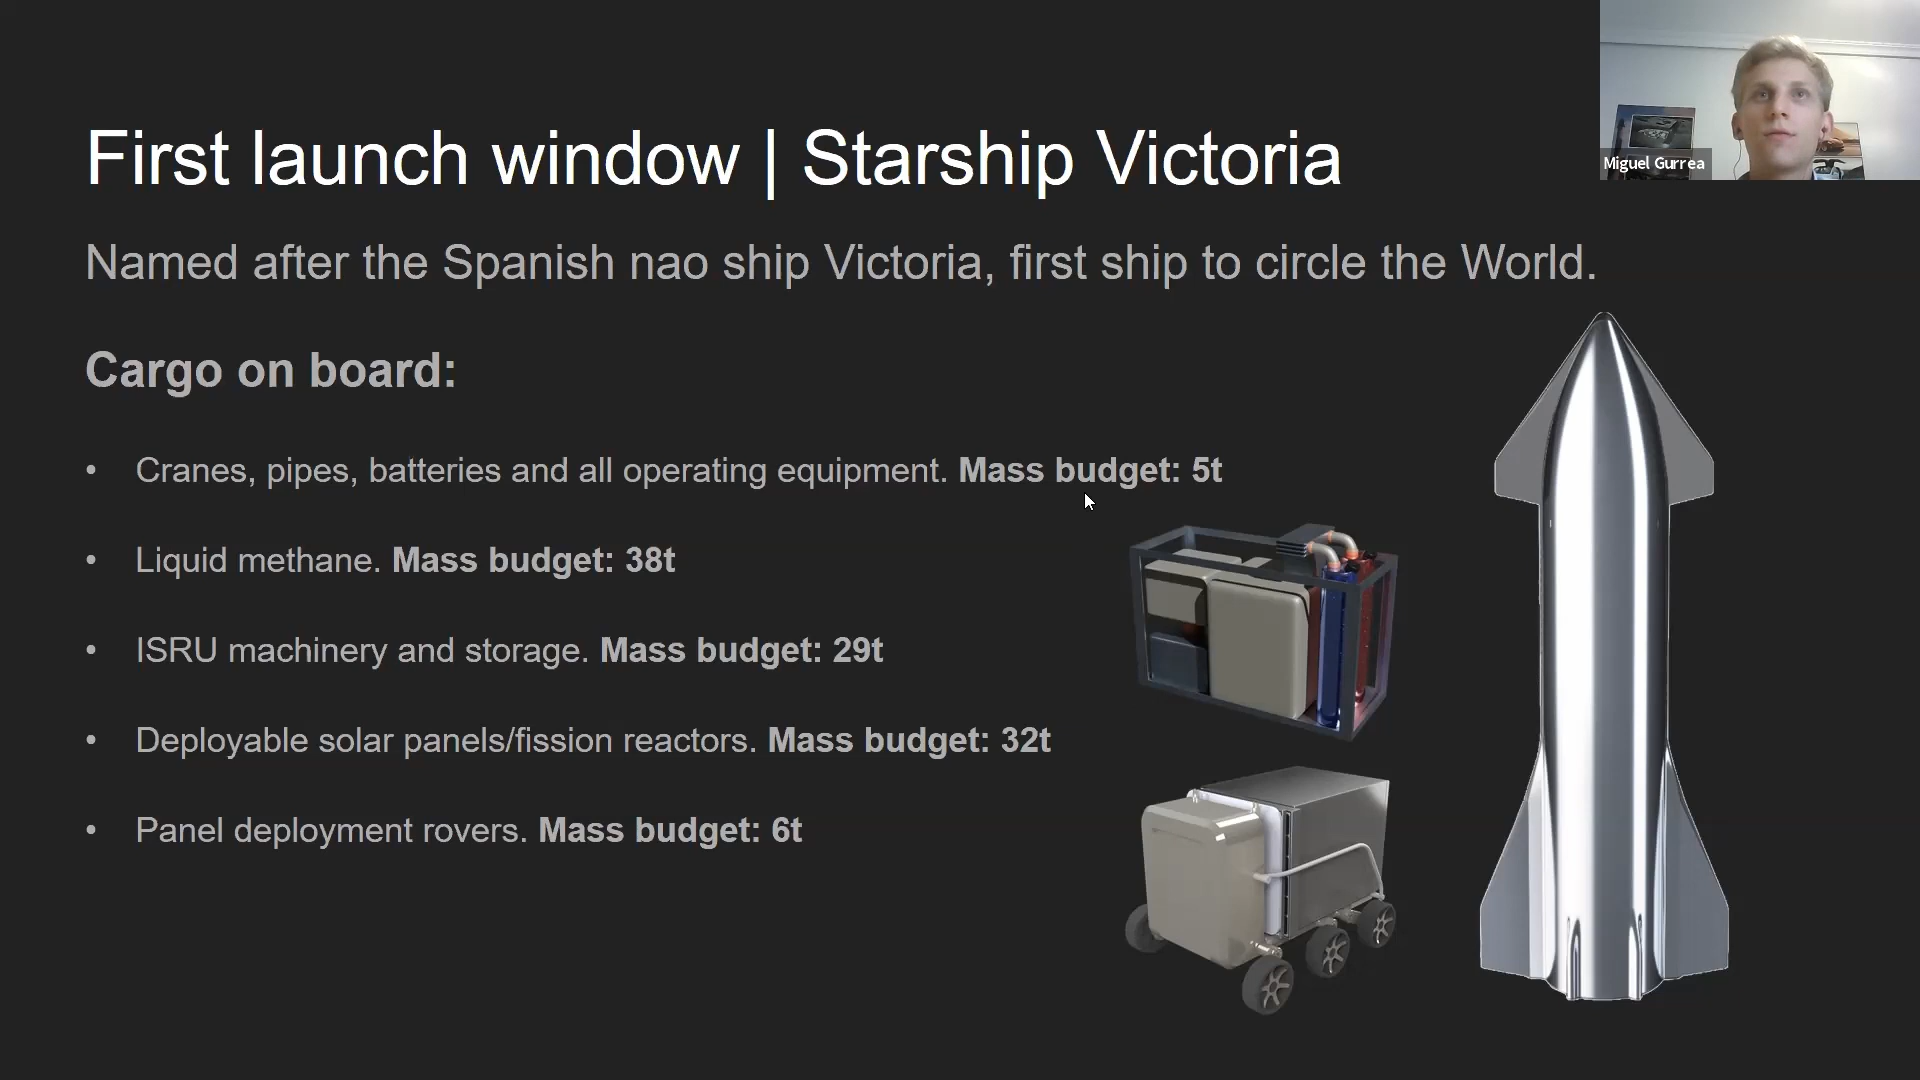 First launch window | Starship Victoria
Miguel Gurrea
Named after the Spanish nao ship Victoria, first ship to circle the World.
Cargo on board:
• Cranes, pipes, batteries and all operating equipment. Mass budget: 5t
• Liquid methane. Mass budget: 38t
• ISRU machinery and storage. Mass budget: 29t
• Deployable solar panels/fission reactors. Mass budget: 32t
• Panel deployment rovers. Mass budget: 6t